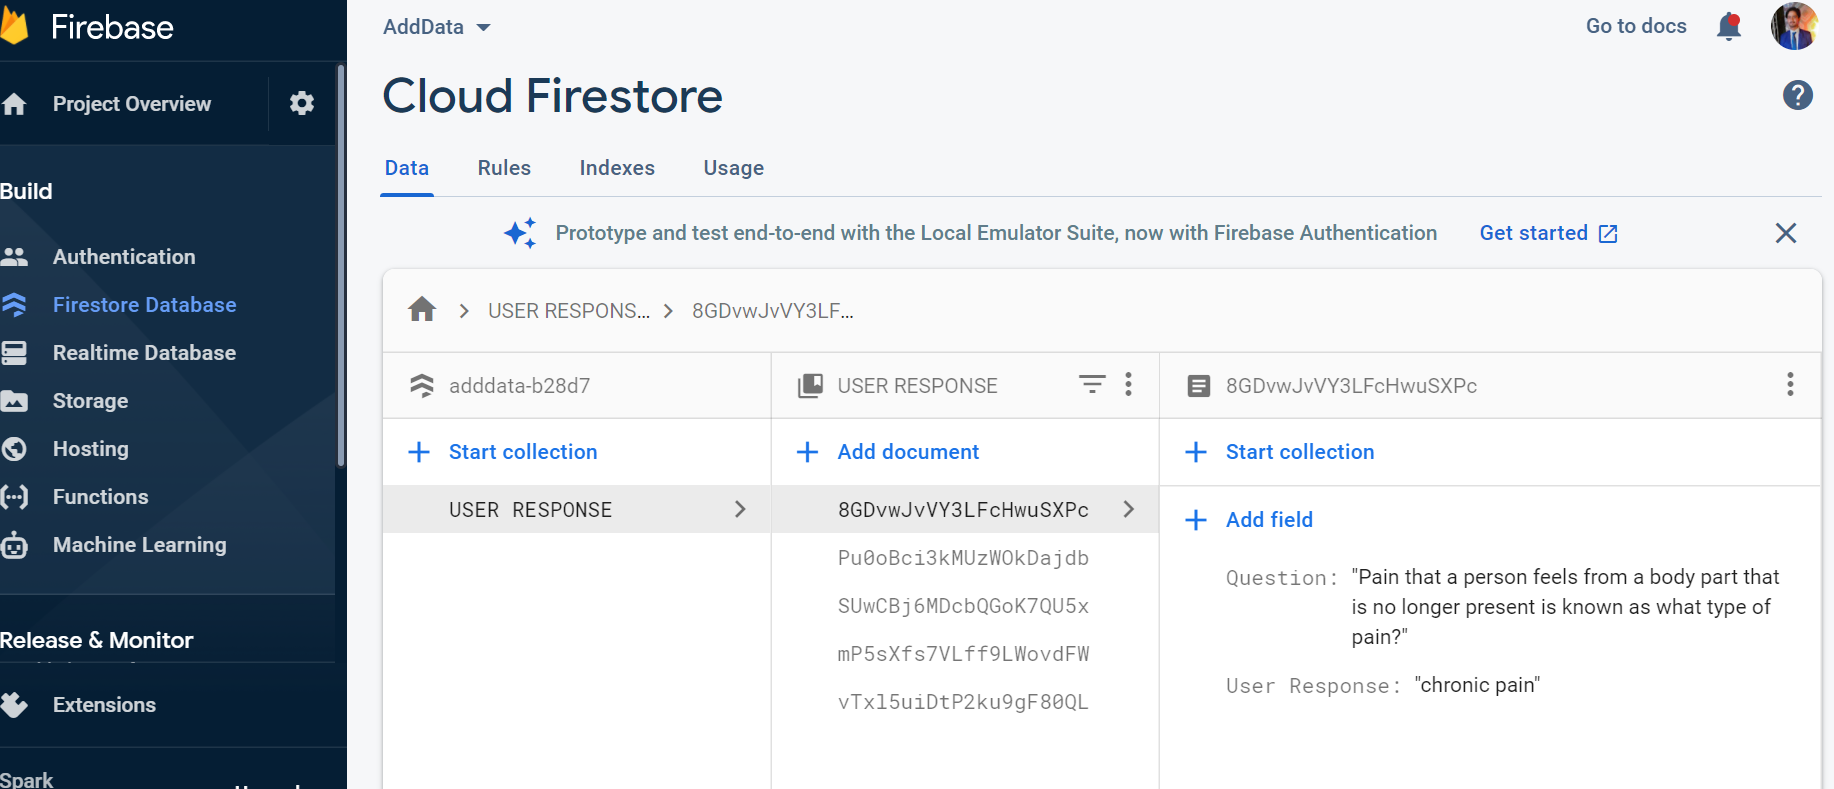 Firebase
AddData
Go to docs
Project Overview
Cloud Firestore
Data
Rules
Indexes
Usage
Build
Prototype and test end-to-end with the Local Emulator Suite, now with Firebase Authentication
Get started
Authentication
Firestore Database
Realtime Database
Storage
Hosting
Functions
Machine Learning
Release & Monitor
Extensions
Spark
USER RESPONS...
8GDvwJvVY3LF...
adddata-b28d7
Start collection
USER RESPONSE
USER RESPONSE
Add document
8GDvwJvVY3LFcHwuSXPc
Pu0oBci3kMUzWOkDajdb
SUwCBj6MDcbQGoK7QU5x
mP5sXfs7VLff9LWovdFW
vTxl5uiDtP2ku9gF80QL
8GDvwJvVY3LFcHwuSXPc
Start collection
Add field
Question: "Pain that a person feels from a body part that
is no longer present is known as what type of
pain?"
User Response: "chronic pain"